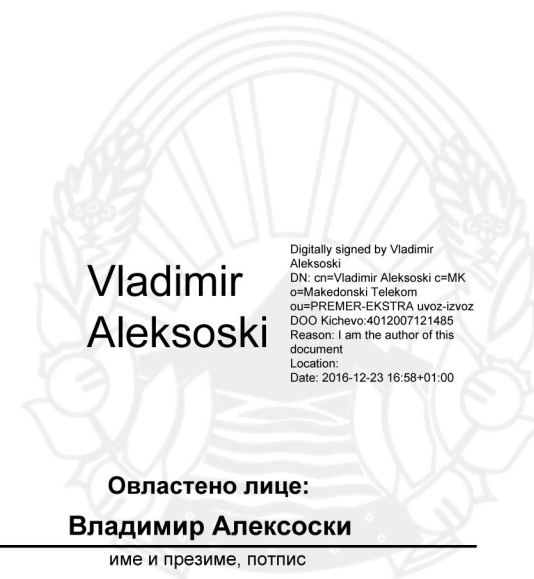 Vladimir
Aleksoski
Digitally signed by Vladimir
Aleksoski
DN: cn=Vladimir Aleksoski c=MK
o=Makedonski Telekom
ou=PREMER-EKSTRA uvoz-izvoz
DOO Kichevo:4012007121485
Reason: I am the author of this
document
Location:
Date: 2016-12-23 16:58+01:00
Овластено лице:
Владимир Алексоски
име и презиме, потпис